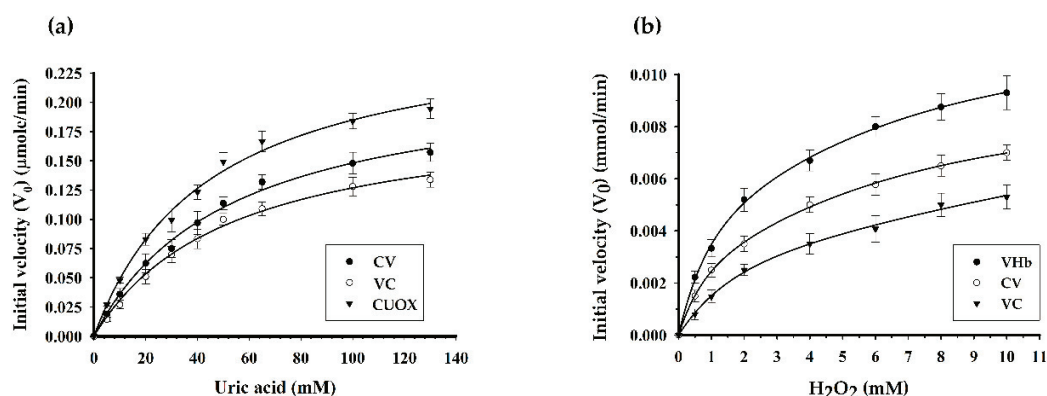 (a)
Initial velocity (V0) (µmole/min)
0.225
0.200
0.175
0.150
0.125
0.100
0.075
0.050
0.025
0.000
0 20 40 60 80 100 120 140
Uric acid (mM)
CV
VC
CUOX
(b)
Initial velocity (V0) (mmol/min)
0.010
0.008
0.006
0.004
0.002
0.000
0 1 2 3 4 5 6 7 8 9 10 11
H2O2 (mM)
VHb
CV
VC